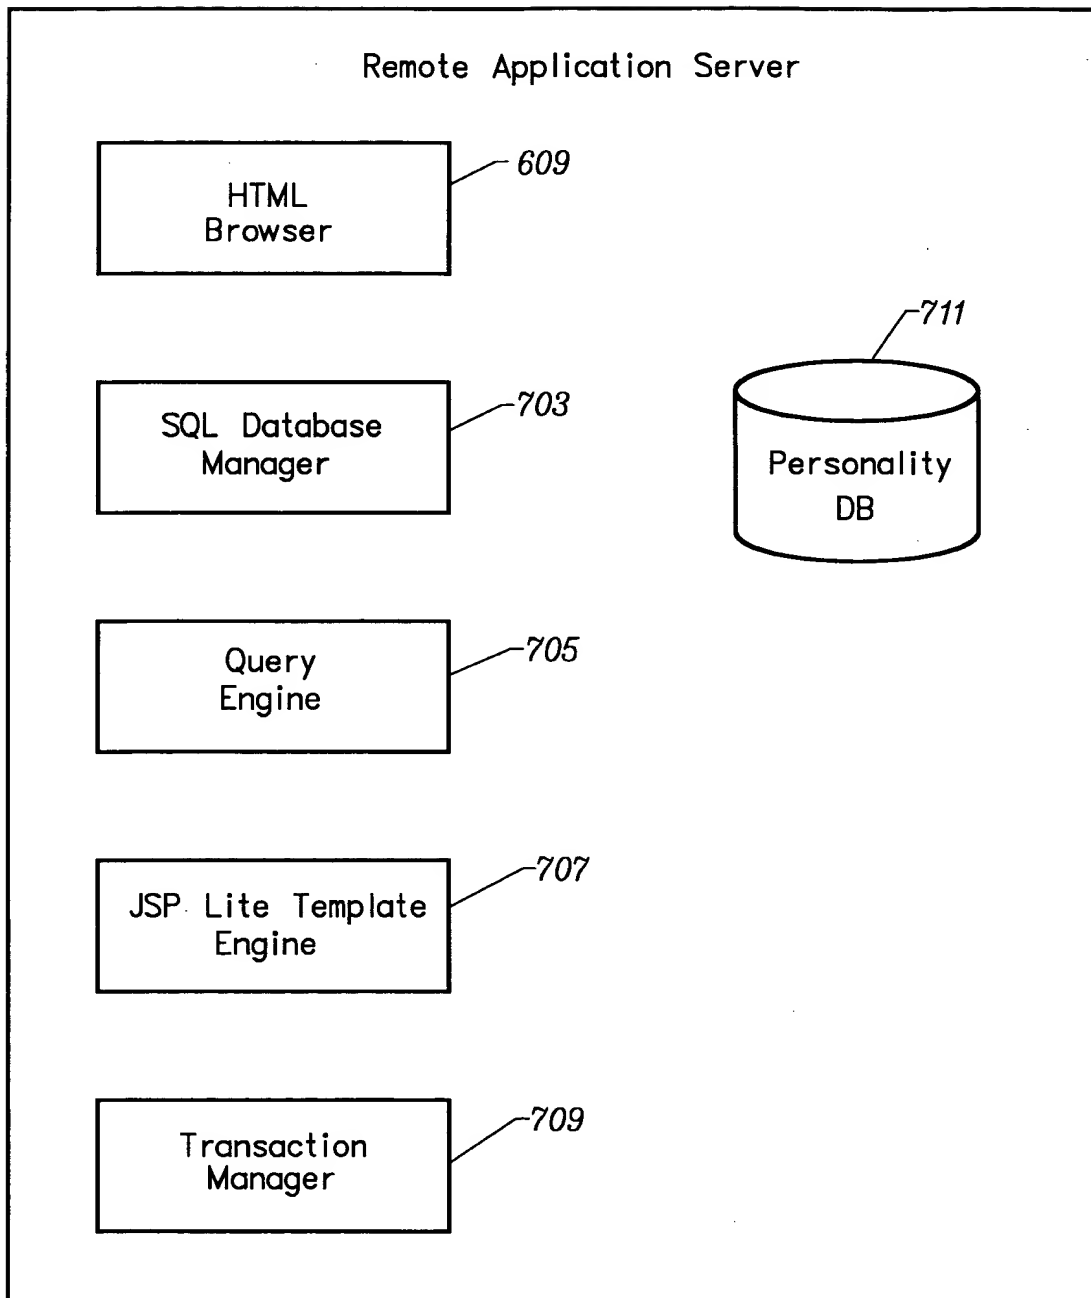 Remote Application Server
609
HTML
Browser
711
703
SQL Database
Manager
Personality
DB
705
Query
Engine
707
JSP Lite Template
Engine
709
Transaction
Manager